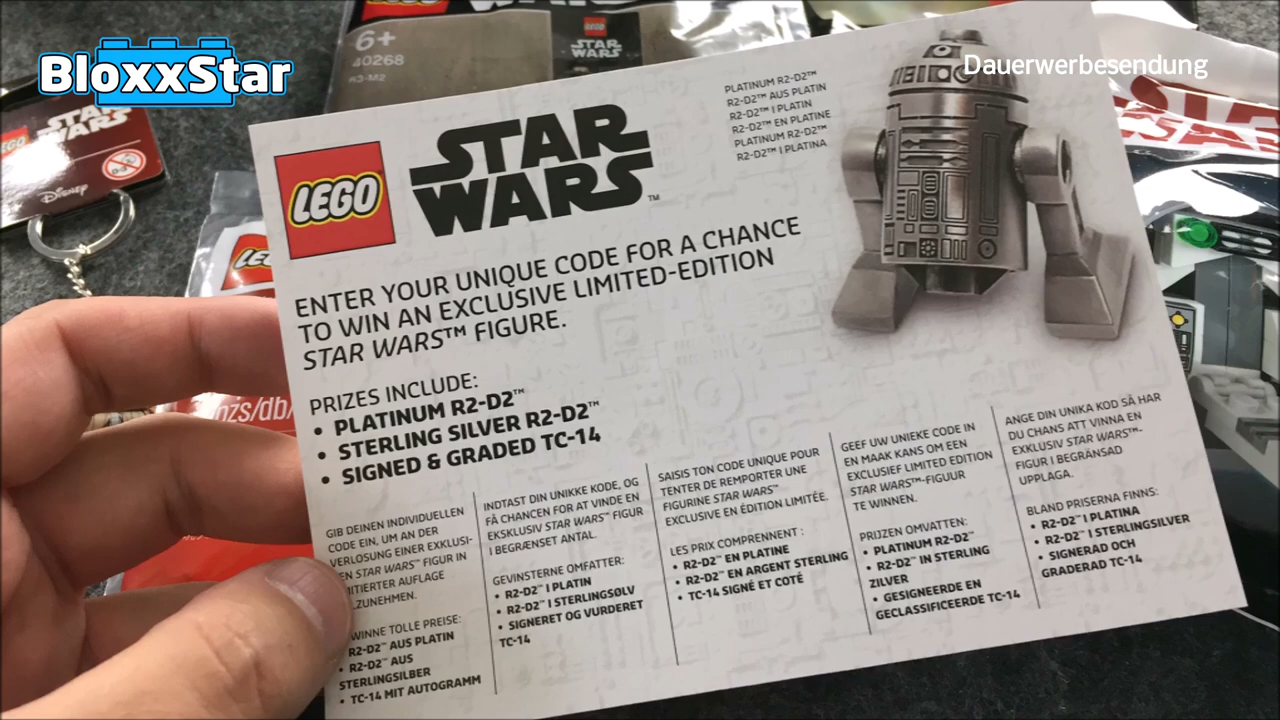 BloxxStar
Dauerwerbesendung
6+
40268
R3-M2
LEGO
STAR
WARS
LEGO
STAR
WARS
Disney
LEGO
STAR
WARS™
PLATINUM R2-D2™
R2-D2™ AUS PLATIN
R2-D2™ I PLATIN
R2-D2™ EN PLATINE
PLATINUM R2-D2™
R2-D2™ I PLATINA
ENTER YOUR UNIQUE CODE FOR A CHANCE
TO WIN AN EXCLUSIVE LIMITED-EDITION
STAR WARS™ FIGURE.
PRIZES INCLUDE:
• PLATINUM R2-D2™
• STERLING SILVER R2-D2™
• SIGNED & GRADED TC-14
GIB DEINEN INDIVIDUELLEN
CODE EIN, UM AN DER
VERLOSUNG EINER EXKLUSI-
EN STAR WARS™ FIGUR IN
MITIERTER AUFLAGE
LZUNEHMEN.
WINNE TOLLE PREISE:
R2-D2™ AUS PLATIN
• R2-D2™ AUS
STERLINGSILBER
• TC-14 MIT AUTOGRAMM
INDTAST DIN UNIKKE KODE, OG
FÅ CHANCEN FOR AT VINDE EN
EKSKLUSIV STAR WARS™ FIGUR
I BEGRÆNSET ANTAL.
GEVINSTERNE OMFATTER:
• R2-D2™ I PLATIN
• R2-D2™ I STERLINGSØLV
• SIGNERET OG VURDERET
TC-14
SAISIS TON CODE UNIQUE POUR
TENTER DE REMPORTER UNE
FIGURINE STAR WARS™
EXCLUSIVE EN ÉDITION LIMITÉE.
LES PRIX COMPRENNENT :
• R2-D2™ EN PLATINE
• R2-D2™ EN ARGENT STERLING
• TC-14 SIGNÉ ET COTÉ
GEEF UW UNIEKE CODE IN
EN MAAK KANS OM EEN
EXCLUSIEF LIMITED EDITION
STAR WARS™-FIGUUR
TE WINNEN.
PRIJZEN OMVATTEN:
• PLATINUM R2-D2™
• R2-D2™ IN STERLING
ZILVER
• GESIGNEERDE EN
GECLASSIFICEERDE TC-14
ANGE DIN UNIKA KOD SÅ HAR
DU CHANS ATT VINNA EN
EXKLUSIV STAR WARS™-
FIGUR I BEGRÄNSAD
UPPLAGA.
BLAND PRISERNA FINNS:
• R2-D2™ I PLATINA
• R2-D2™ I STERLINGSILVER
• SIGNERAD OCH
GRADERAD TC-14